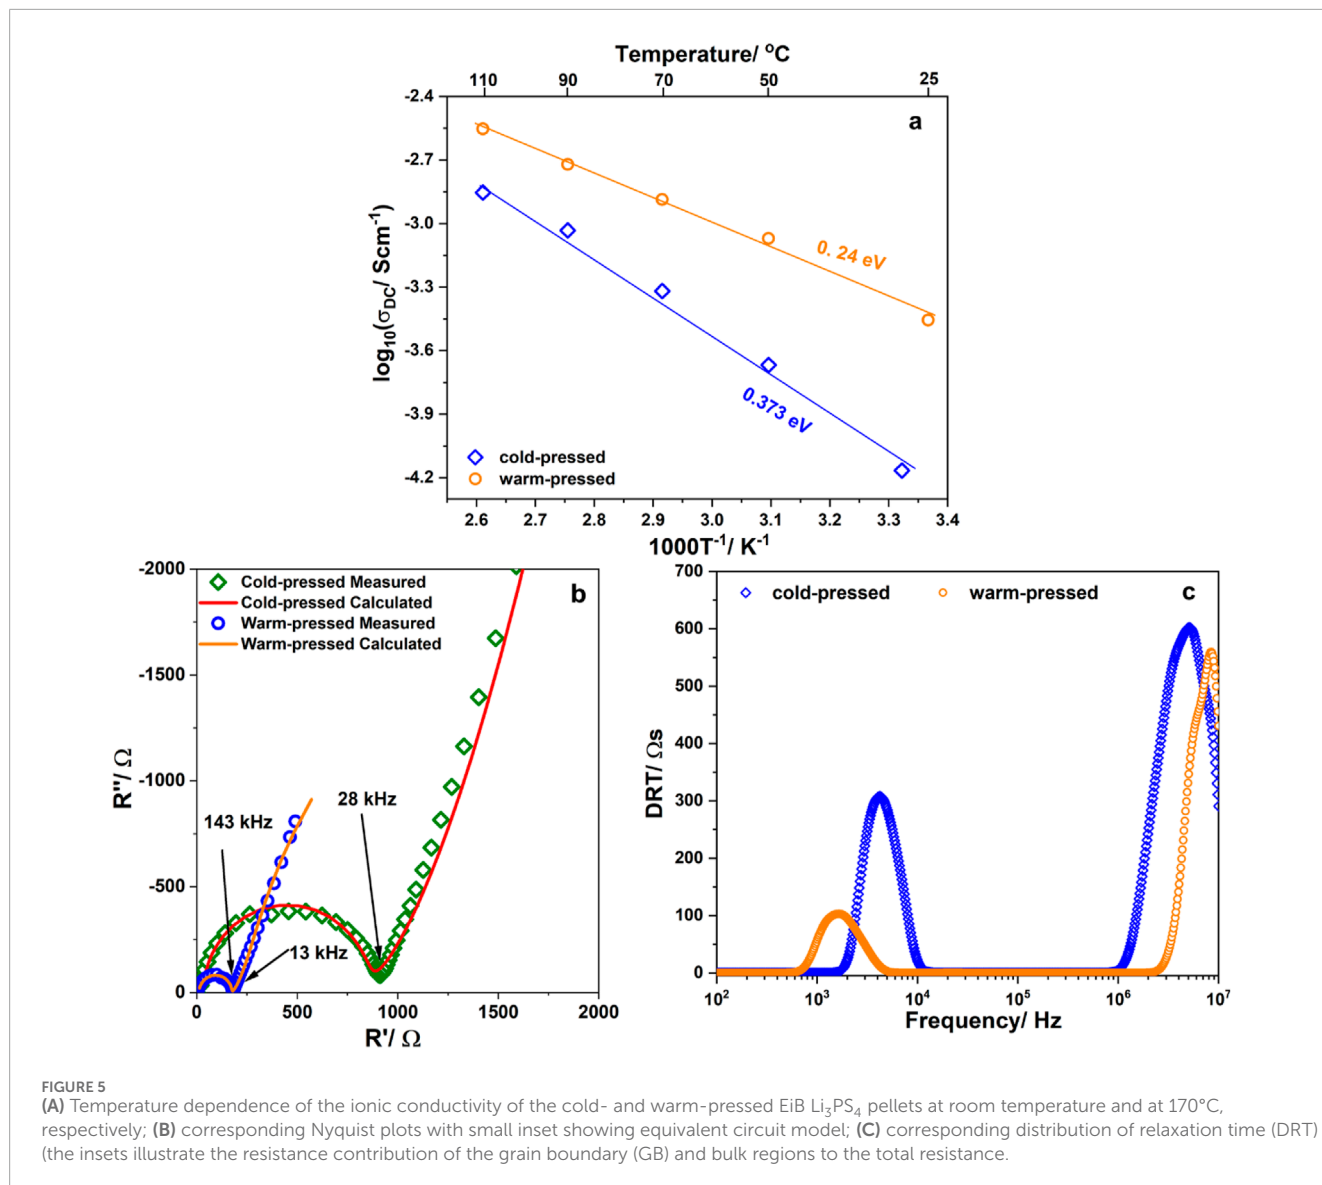 Temperature/ °C
110 90 70 50 25
-2.4
-2.7
-3.0
-3.3
-3.6
-3.9
-4.2
log₁₀(σDC/ Scm⁻¹)
a
0. 24 eV
0.373 eV
cold-pressed
warm-pressed
2.6 2.7 2.8 2.9 3.0 3.1 3.2 3.3 3.4
1000T⁻¹/ K⁻¹
-2000
-1500
-1000
-500
0
R''/ Ω
Cold-pressed Measured
Cold-pressed Calculated
Warm-pressed Measured
Warm-pressed Calculated
b
143 kHz
28 kHz
13 kHz
0 500 1000 1500 2000
R'/ Ω
700
600
500
400
300
200
100
0
DRT/ Ωs
cold-pressed warm-pressed
c
10² 10³ 10⁴ 10⁵ 10⁶ 10⁷
Frequency/ Hz
FIGURE 5
(A) Temperature dependence of the ionic conductivity of the cold- and warm-pressed EiB Li₃PS₄ pellets at room temperature and at 170°C,
respectively; (B) corresponding Nyquist plots with small inset showing equivalent circuit model; (C) corresponding distribution of relaxation time (DRT)
(the insets illustrate the resistance contribution of the grain boundary (GB) and bulk regions to the total resistance.